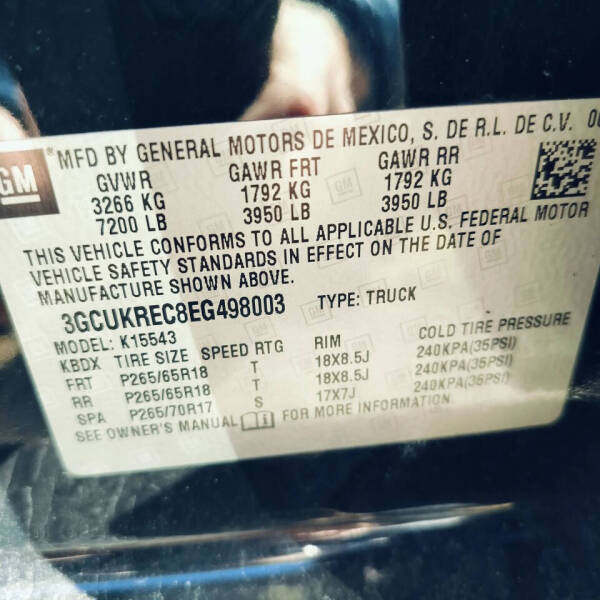 GM
MFD BY GENERAL MOTORS DE MEXICO, S. DE R.L. DE C.V.
GVWR GAWR FRT GAWR RR
3266 KG 1792 KG 1792 KG
7200 LB 3950 LB 3950 LB
THIS VEHICLE CONFORMS TO ALL APPLICABLE U.S. FEDERAL MOTOR
VEHICLE SAFETY STANDARDS IN EFFECT ON THE DATE OF
MANUFACTURE SHOWN ABOVE.
3GCUKREC8EG498003 TYPE: TRUCK
MODEL: K15543
KBDX TIRE SIZE SPEED RTG RIM COLD TIRE PRESSURE
FRT P265/65R18 T 18X8.5J 240KPA(35PSI)
RR P265/65R18 T 18X8.5J 240KPA(35PSI)
SPA P265/70R17 S 17X7J 240KPA(35PSI)
SEE OWNER'S MANUAL FOR MORE INFORMATION